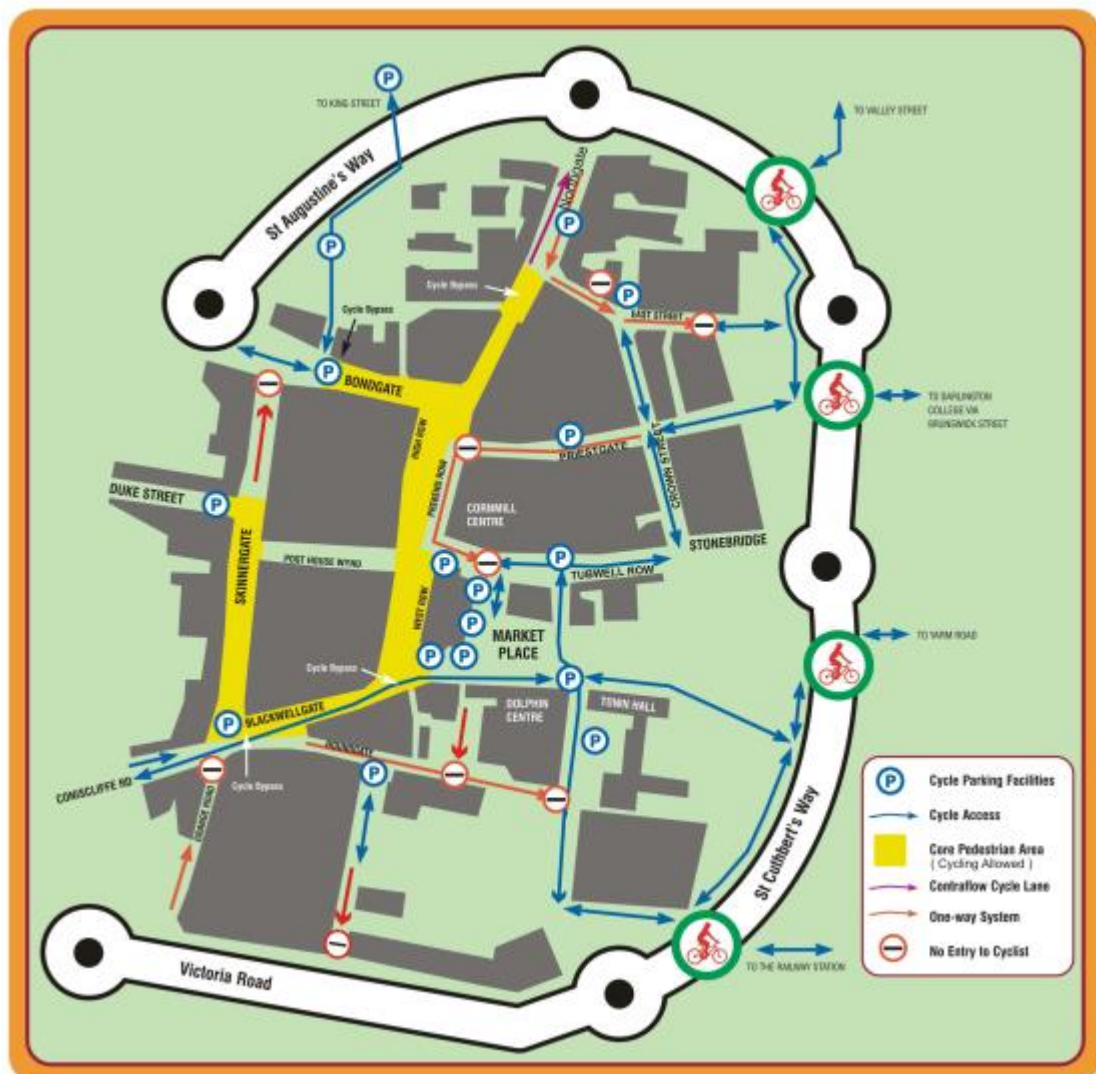 P
TO KING STREET
TO VALLEY STREET
St Augustine's Way
Northgate
P
P
Cycle Bypass
Cycle Bypass
P
EAST STREET
P
BONDGATE
TO DARLINGTON
COLLEGE VIA
BRUNSWICK STREET
HIGH ROW
P
PRIESTGATE
CROWN STREET
PREBEND ROW
DUKE STREET
P
CORNMILL
CENTRE
STONEBRIDGE
SKINNERGATE
POST HOUSE WYND
P
P
TUBWELL ROW
P
WEST ROW
P
MARKET
PLACE
TO YARM ROAD
P
P
Cycle Bypass
P
DOLPHIN
CENTRE
TOWN HALL
P
BLACKWELLGATE
P
HOUNDGATE
P
CONISCLIFFE RD
Cycle Bypass
GRANGE ROAD
St Cuthbert's Way
P Cycle Parking Facilities
Cycle Access
Core Pedestrian Area
( Cycling Allowed )
Contraflow Cycle Lane
One-way System
No Entry to Cyclist
TO THE RAILWAY STATION
Victoria Road